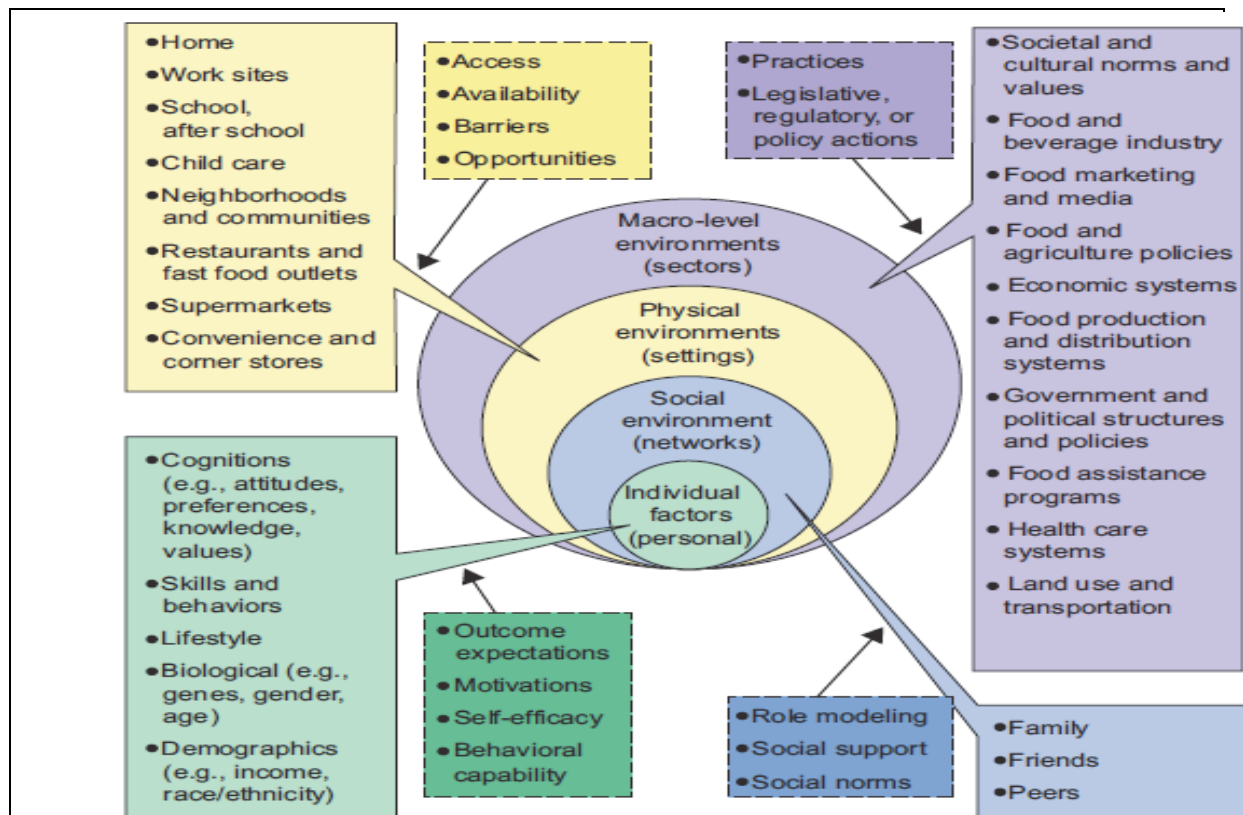 •Home
•Work sites
•School,
after school
•Child care
•Neighborhoods
and communities
•Restaurants and
fast food outlets
•Supermarkets
•Convenience and
corner stores
•Access
•Availability
•Barriers
•Opportunities
•Practices
•Legislative,
regulatory, or
policy actions
•Societal and
cultural norms and
values
• Food and
beverage industry
•Food marketing
and media
• Food and
agriculture policies
• Economic systems
• Food production
and distribution
systems
•Government and
political structures
and policies
• Food assistance
programs
• Health care
systems
• Land use and
transportation
Macro-level
environments
(sectors)
Physical
environments
(settings)
Social
environment
(networks)
Individual
factors
(personal)
•Cognitions
(e.g., attitudes,
preferences,
knowledge,
values)
•Skills and
behaviors
•Lifestyle
•Biological (e.g.,
genes, gender,
age)
•Demographics
(e.g., income,
race/ethnicity)
•Outcome
expectations
•Motivations
•Self-efficacy
•Behavioral
capability
•Role modeling
•Social support
•Social norms
•Family
•Friends
•Peers